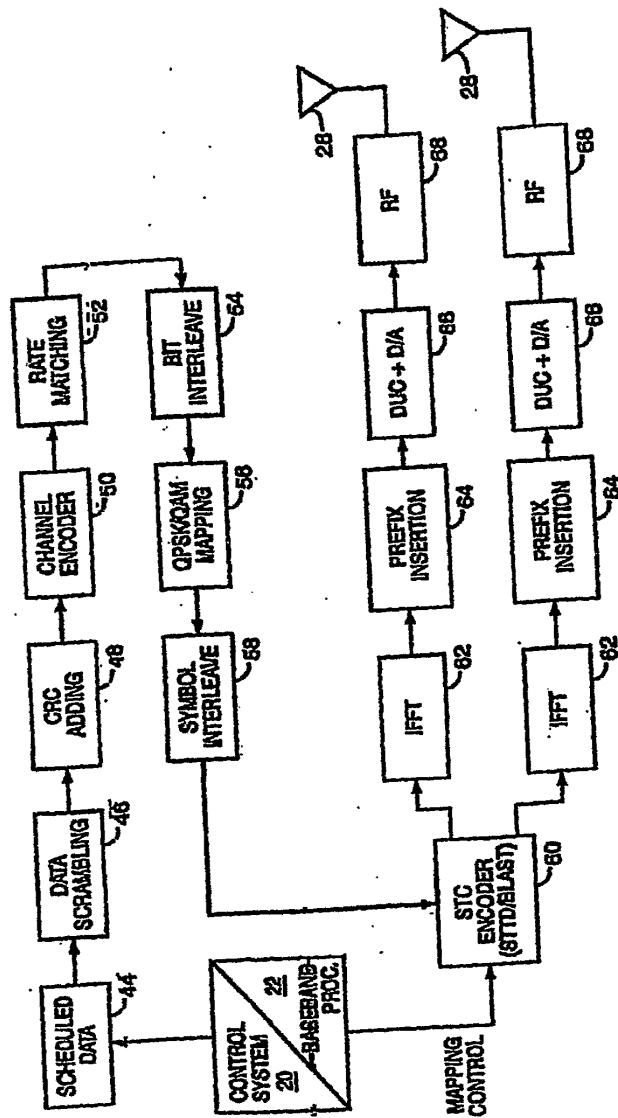 SCHEDULED
DATA
44
DATA
SCRAMBLING
46
CRC
ADDING
48
CHANNEL
ENCODER
50
RATE
MATCHING
52
BIT
INTERLEAVE
54
QPSK/QAM
MAPPING
56
SYMBOL
INTERLEAVE
58
CONTROL
SYSTEM
20
22
BASEBAND
PROC.
MAPPING
CONTROL
STC
ENCODER
(STTD/BLAST)
60
IFFT
62
PREFIX
INSERTION
64
DUC + D/A
66
RF
68
28
IFFT
62
PREFIX
INSERTION
64
DUC + D/A
66
RF
68
28